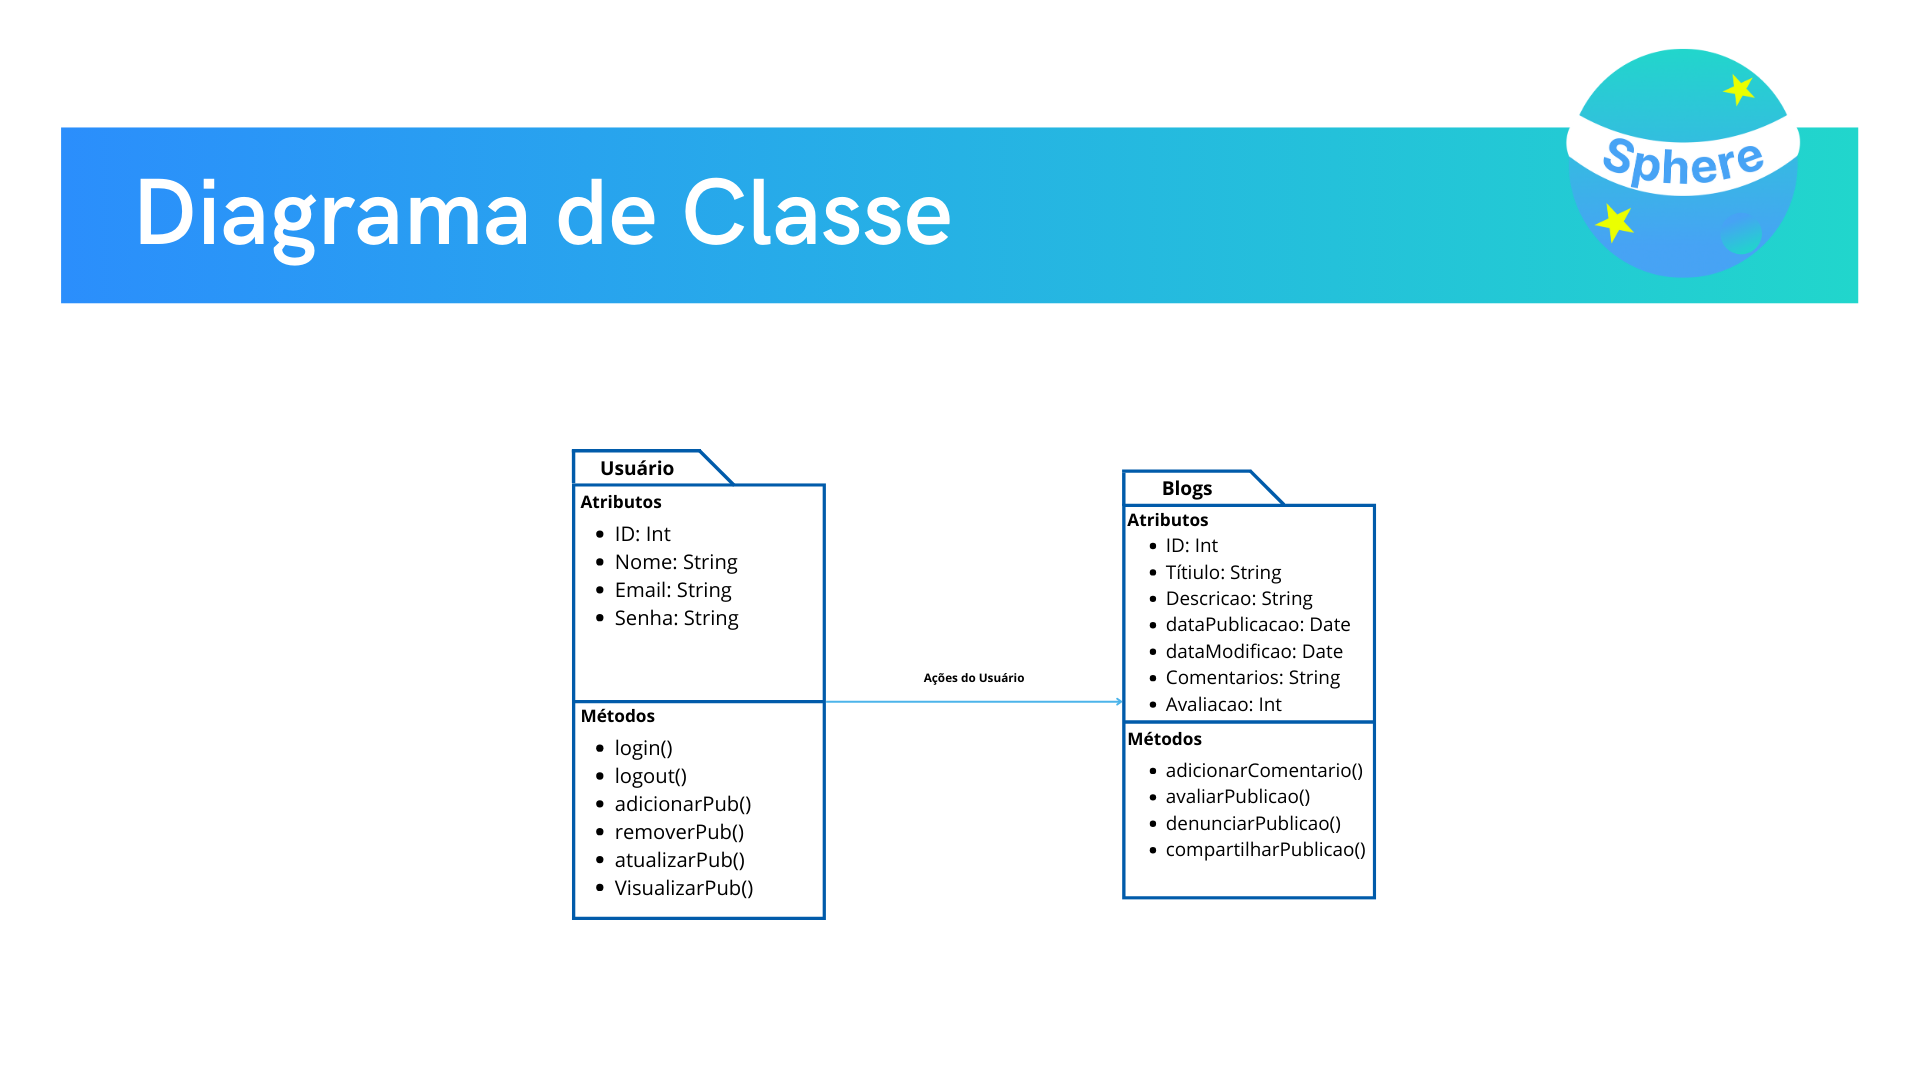 Sphere
Diagrama de Classe
Usuário
Atributos
ID: Int
Nome: String
Email: String
Senha: String
Métodos
login()
logout()
adicionarPub()
removerPub()
atualizarPub()
VisualizarPub()
Ações do Usuário
Blogs
Atributos
ID: Int
Títiulo: String
Descricao: String
dataPublicacao: Date
dataModificao: Date
Comentarios: String
Avaliacao: Int
Métodos
adicionarComentario()
avaliarPublicao()
denunciarPublicao()
compartilharPublicao()